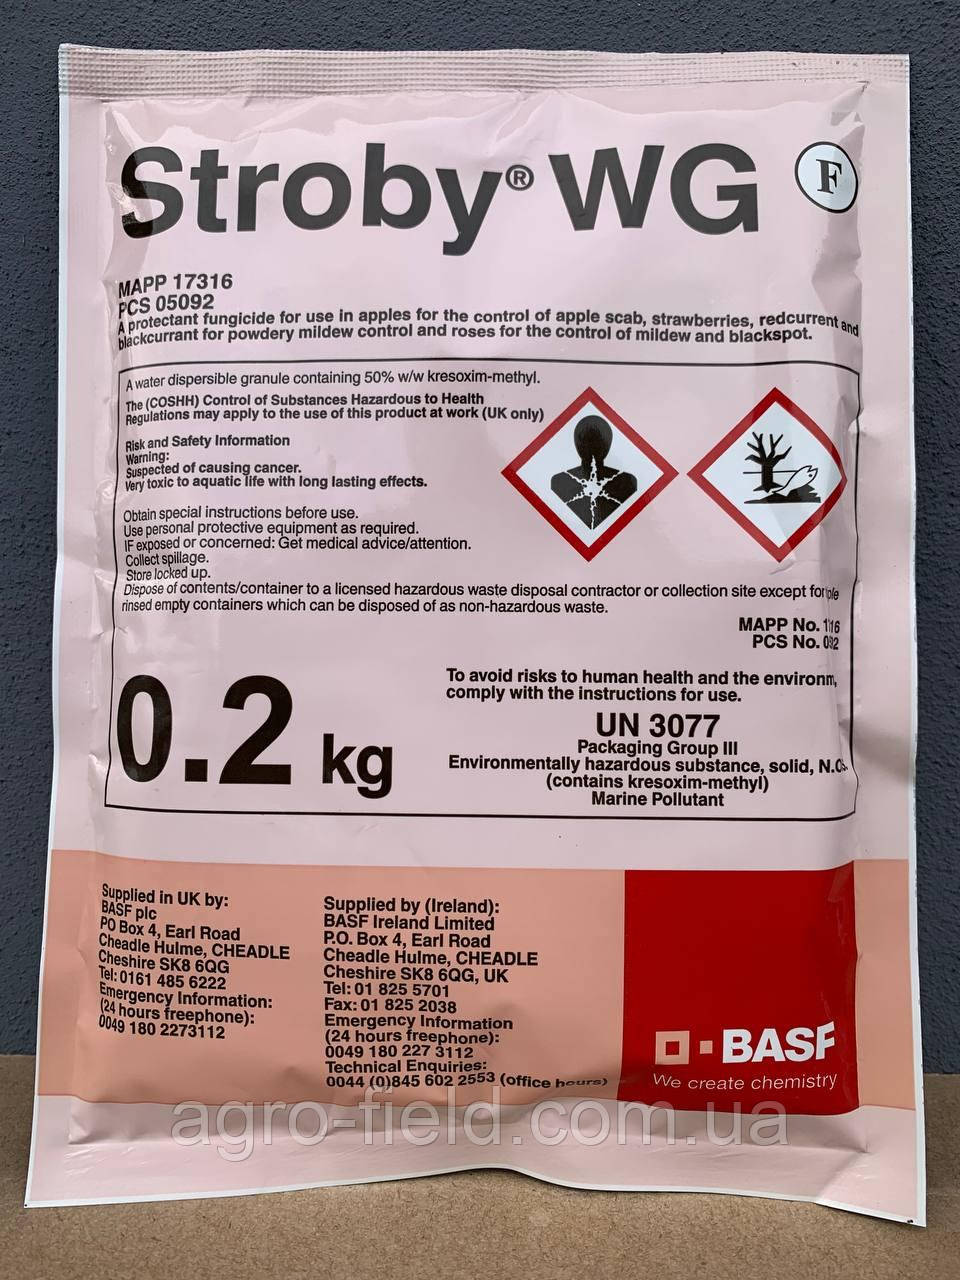 Stroby® WG F
MAPP 17316
PCS 05092
A protectant fungicide for use in apples for the control of apple scab, strawberries, redcurrent and
blackcurrant for powdery mildew control and roses for the control of mildew and blackspot.
A water dispersible granule containing 50% w/w kresoxim-methyl.
The (COSHH) Control of Substances Hazardous to Health
Regulations may apply to the use of this product at work (UK only)
Risk and Safety Information
Warning:
Suspected of causing cancer.
Very toxic to aquatic life with long lasting effects.
Obtain special instructions before use.
Use personal protective equipment as required.
IF exposed or concerned: Get medical advice/attention.
Collect spillage.
Store locked up.
Dispose of contents/container to a licensed hazardous waste disposal contractor or collection site except for
rinsed empty containers which can be disposed of as non-hazardous waste.
MAPP No.
PCS No.
To avoid risks to human health and the
comply with the instructions for use.
0.2 kg
UN 3077
Packaging Group III
Environmentally hazardous substance, solid,
(contains kresoxim-methyl)
Marine Pollutant
Supplied in UK by:
BASF plc
PO Box 4, Earl Road
Cheadle Hulme, CHEADLE
Cheshire SK8 6QG
Tel: 0161 485 6222
Emergency Information:
(24 hours freephone):
0049 180 2273112
Supplied by (Ireland):
BASF Ireland Limited
P.O. Box 4, Earl Road
Cheadle Hulme, CHEADLE
Cheshire SK8 6QG, UK
Tel: 01 825 5701
Fax: 01 825 2038
Emergency Information
(24 hours freephone):
0049 180 227 3112
Technical Enquiries:
0044 (0)845 602 2553 (office hours)
BASF
We create chemistry
agro-field.com.ua